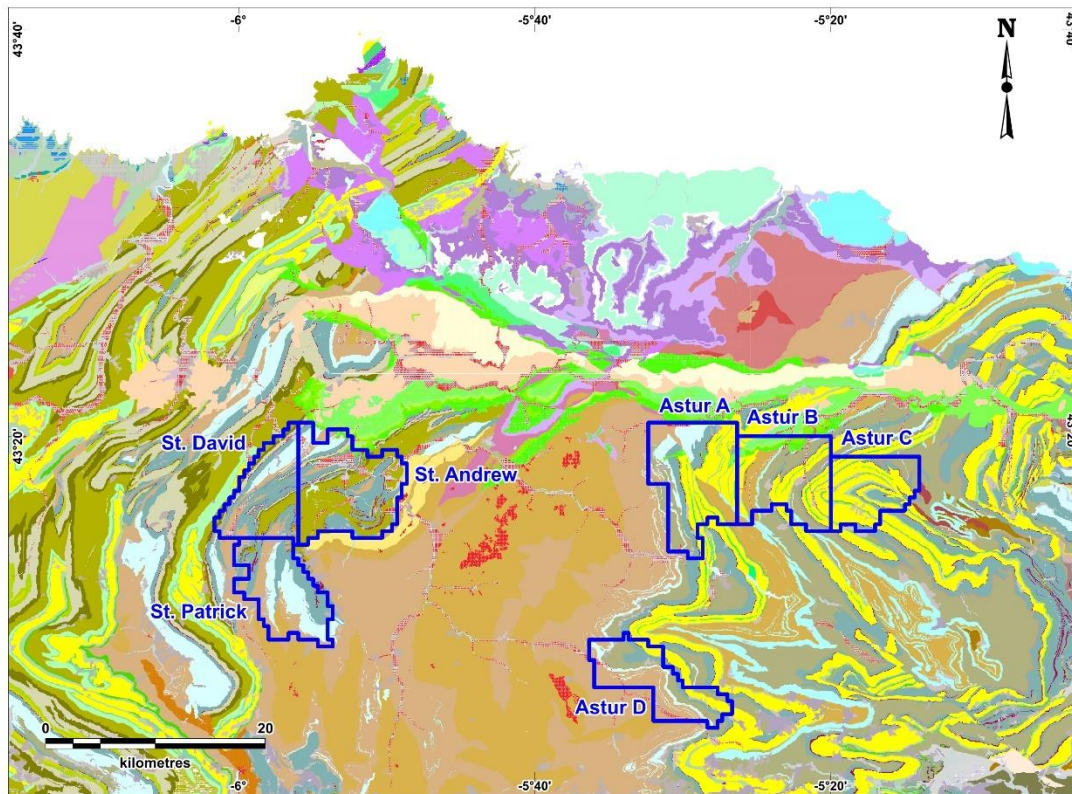 -6° -5°40' -5°20'
43°40' 43°40'
N
Astur A
Astur B
Astur C
43°20' 43°20'
St. David
St. Andrew
St. Patrick
Astur D
0 20
kilometres
-6° -5°40' -5°20'